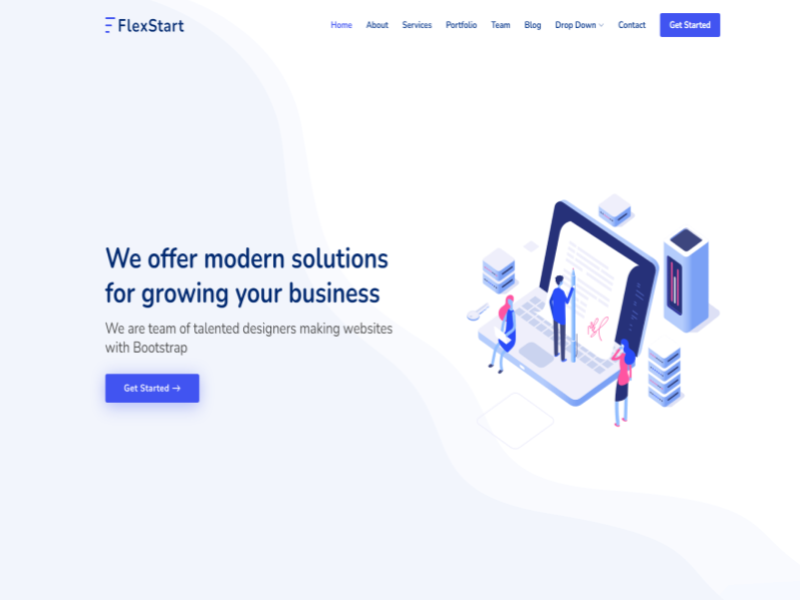 FlexStart
Home About Services Portfolio Team Blog Drop Down Contact Get Started
We offer modern solutions
for growing your business
We are team of talented designers making websites
with Bootstrap
Get Started →